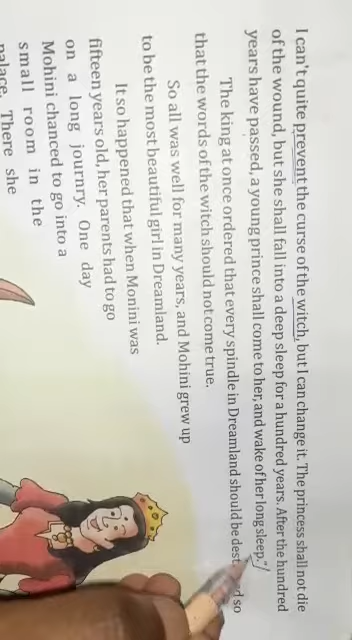 I can't quite prevent the curse of the witch, but I can change it. The princess shall not die
of the wound, but she shall fall into a deep sleep for a hundred years. After the hundred
years have passed, a young prince shall come to her, and wake of her long sleep."
The king at once ordered that every spindle in Dreamland should be dest so
that the words of the witch should not come true.
So all was well for many years, and Mohini grew up
to be the most beautiful girl in Dreamland.
It so happened that when Monini was
fifteen years old, her parents had to go
on a long journry. One day
Mohini chanced to go into a
small room in the
palace. There she